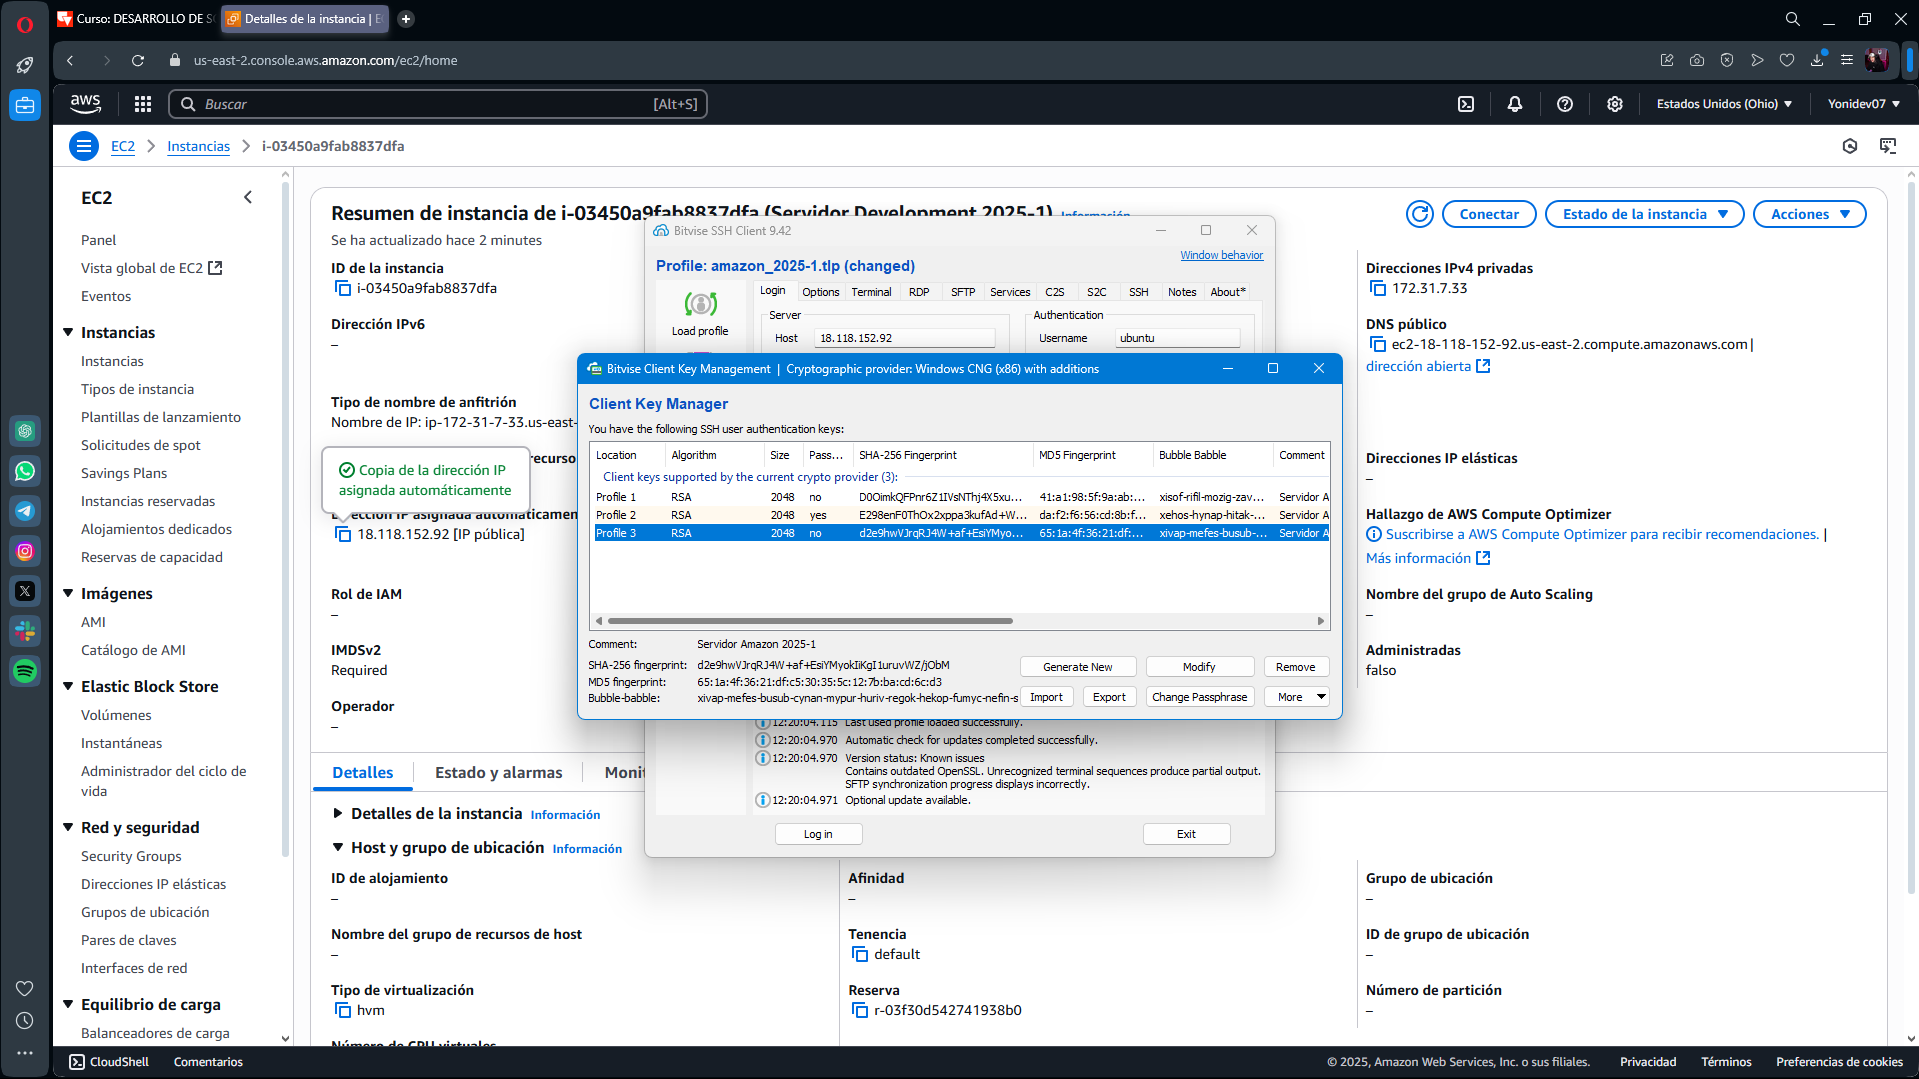 Curso: DESARROLLO DE S
Detalles de la instancia | E
us-east-2.console.aws.amazon.com/ec2/home
aws
Buscar
[Alt+S]
Estados Unidos (Ohio)
Yonidev07
EC2
Instancias
i-03450a9fab8837dfa
EC2
Panel
Vista global de EC2
Eventos
Instancias
Instancias
Tipos de instancia
Plantillas de lanzamiento
Solicitudes de spot
Savings Plans
Instancias reservadas
Alojamientos dedicados
Reservas de capacidad
Imágenes
AMI
Catálogo de AMI
Elastic Block Store
Volúmenes
Instantáneas
Administrador del ciclo de
vida
Red y seguridad
Security Groups
Direcciones IP elásticas
Grupos de ubicación
Pares de claves
Interfaces de red
Equilibrio de carga
Balanceadores de carga
Resumen de instancia de i-03450a9fab8837dfa (Servidor Development 2025-1) Información
Se ha actualizado hace 2 minutes
Conectar
Estado de la instancia
Acciones
ID de la instancia
i-03450a9fab8837dfa
Dirección IPv6
–
Tipo de nombre de anfitrión
Nombre de IP: ip-172-31-7-33.us-east-
Copia de la dirección IP
asignada automáticamente
recurso
Dirección IP asignada automáticamen
18.118.152.92 [IP pública]
Rol de IAM
–
IMDSv2
Required
Operador
–
Direcciones IPv4 privadas
172.31.7.33
DNS público
ec2-18-118-152-92.us-east-2.compute.amazonaws.com |
dirección abierta
Direcciones IP elásticas
–
Hallazgo de AWS Compute Optimizer
Suscribirse a AWS Compute Optimizer para recibir recomendaciones. |
Más información
Nombre del grupo de Auto Scaling
–
Administradas
falso
Bitvise SSH Client 9.42
Window behavior
Profile: amazon_2025-1.tlp (changed)
Load profile
Login
Options
Terminal
RDP
SFTP
Services
C2S
S2C
SSH
Notes
About*
Server
Host
18.118.152.92
Authentication
Username
ubuntu
Bitvise Client Key Management | Cryptographic provider: Windows CNG (x86) with additions
Client Key Manager
You have the following SSH user authentication keys:
Location Algorithm Size Pass... SHA-256 Fingerprint MD5 Fingerprint Bubble Babble Comment
Client keys supported by the current crypto provider (3):
Profile 1 RSA 2048 no D0OimkQFPnr6Z1IVsNThj4X5xu... 41:a1:98:5f:9a:ab:... xisof-rifil-mozig-zav... Servidor A
Profile 2 RSA 2048 yes E298enF0ThOx2xppa3kufAd+W... da:f2:f6:56:cd:8b:f... xehos-hynap-hitak-... Servidor A
Profile 3 RSA 2048 no d2e9hwVJrqRJ4W+af+EsiYMyo... 65:1a:4f:36:21:df:... xivap-mefes-busub-... Servidor A
Comment: Servidor Amazon 2025-1
SHA-256 fingerprint: d2e9hwVJrqRJ4W+af+EsiYMyokIiKgI1uruvWZ/jObM
MD5 fingerprint: 65:1a:4f:36:21:df:c5:30:35:5c:12:7b:ba:cd:6c:d3
Bubble-babble: xivap-mefes-busub-cynan-mypur-huriv-regok-hekop-fumyc-nefin-s
Generate New
Modify
Remove
Import
Export
Change Passphrase
More
12:20:04.115 Last used profile loaded successfully.
12:20:04.970 Automatic check for updates completed successfully.
12:20:04.970 Version status: Known issues
Contains outdated OpenSSL. Unrecognized terminal sequences produce partial output.
SFTP synchronization progress displays incorrectly.
12:20:04.971 Optional update available.
Log in
Exit
Detalles
Estado y alarmas
Monit
Detalles de la instancia Información
Host y grupo de ubicación Información
ID de alojamiento
–
Afinidad
–
Grupo de ubicación
–
Nombre del grupo de recursos de host
–
Tenencia
default
ID de grupo de ubicación
–
Tipo de virtualización
hvm
Reserva
r-03f30d542741938b0
Número de partición
–
Número de CPU virtuales
CloudShell
Comentarios
© 2025, Amazon Web Services, Inc. o sus filiales.
Privacidad
Términos
Preferencias de cookies